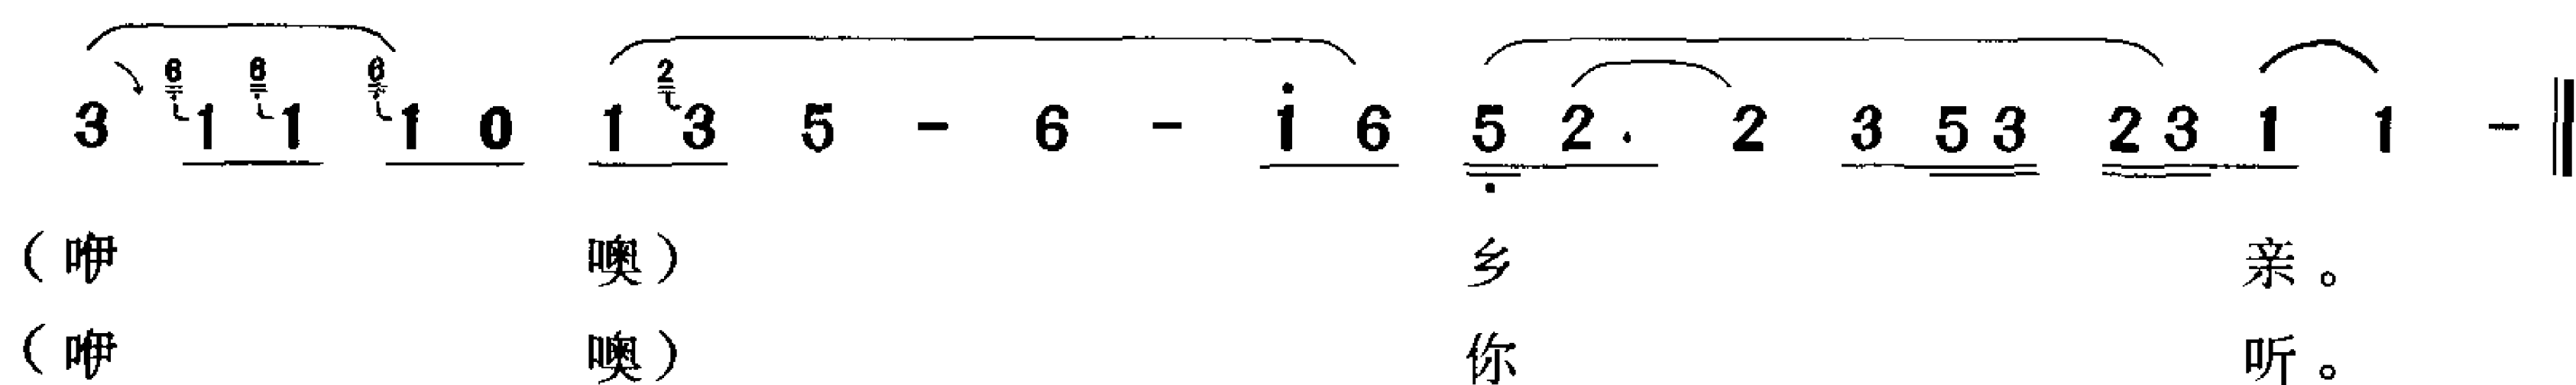 6 6 6 2
3 1 1 1 0 1 3 5 - 6 - i 6 5 2. 2 3 5 3 2 3 1 1 -
（咿 噢） 乡 亲。
（咿 噢） 你 听。